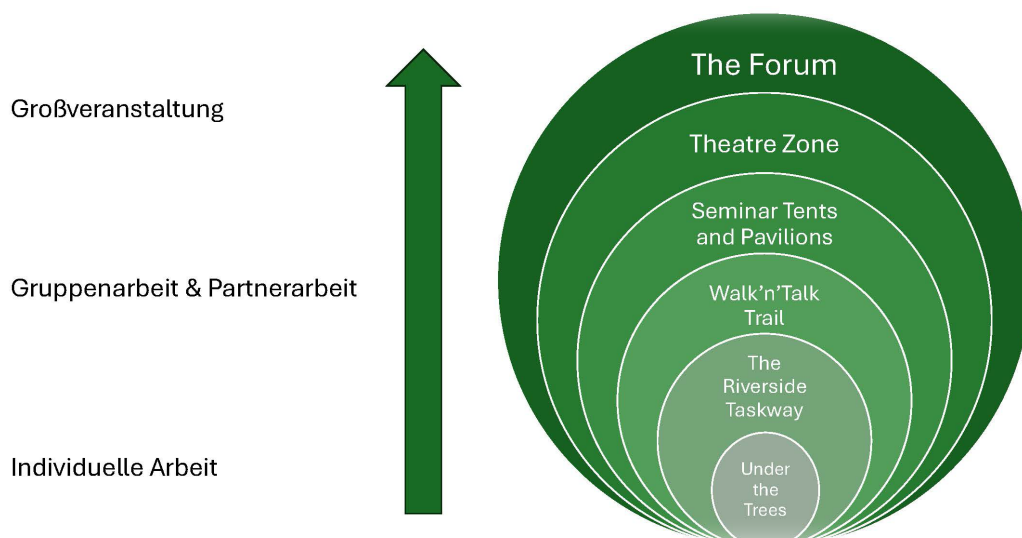 Großveranstaltung
Gruppenarbeit & Partnerarbeit
Individuelle Arbeit
The Forum
Theatre Zone
Seminar Tents
and Pavilions
Walk’n’Talk
Trail
The
Riverside
Taskway
Under
the
Trees